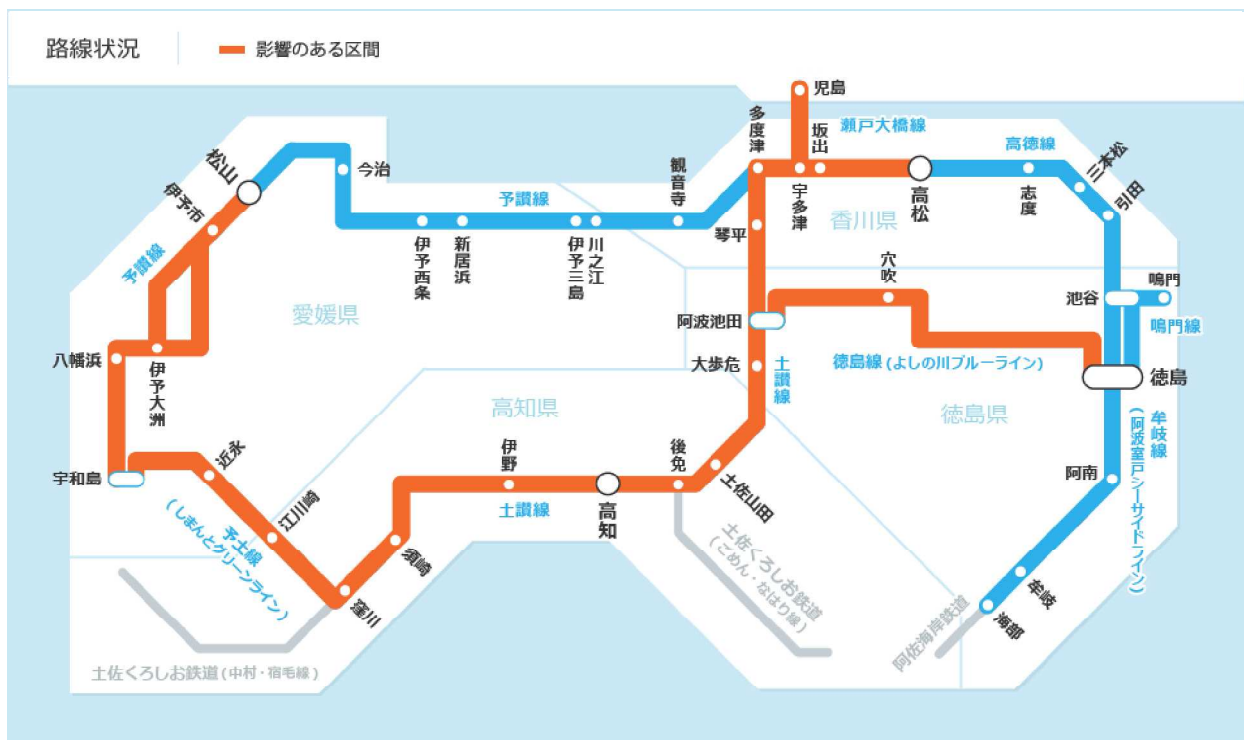 路線状況
影響のある区間
児島
多度津
坂出
瀬戸大橋線
高徳線
三本松
松山
今治
観音寺
宇多津
高松
志度
引田
伊予市
予讃線
香川県
琴平
伊予西条
新居浜
伊予三島
川之江
穴吹
予讃線
鳴門
池谷
愛媛県
阿波池田
鳴門線
八幡浜
伊予大洲
大歩危
土讃線
徳島線(よしの川ブルーライン)
徳島
高知県
徳島県
牟岐線
(阿波室戸シーサイドライン)
近永
伊野
後免
宇和島
土佐山田
阿南
江川崎
土讃線
高知
予土線
(しまんとグリーンライン)
須崎
土佐くろしお鉄道
(ごめん・なはり線)
窪川
牟岐
海部
阿佐海岸鉄道
土佐くろしお鉄道(中村・宿毛線)